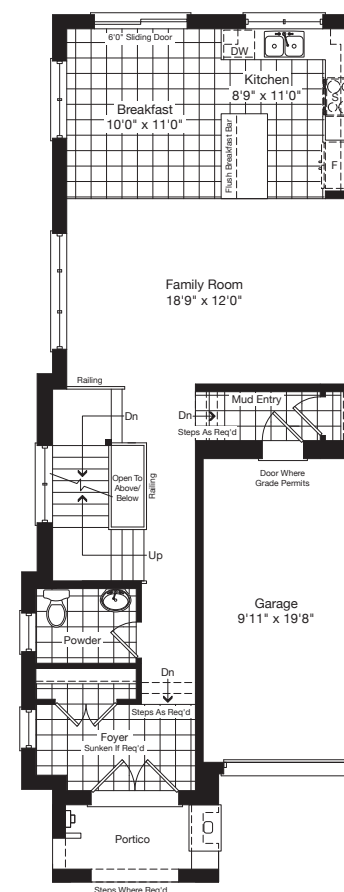 6'0" Sliding Door
DW
Kitchen
8'9" x 11'0"
Breakfast
10'0" x 11'0"
S
Flush Breakfast Bar
F
Family Room
18'9" x 12'0"
Railing
Mud Entry
Dn
Dn
Steps As Req'd
Door Where
Grade Permits
Open To
Above/
Below
Railing
Up
Garage
9'11" x 19'8"
Powder
Dn
Steps As Req'd
Foyer
Sunken If Req'd
Portico
Steps Where Req'd